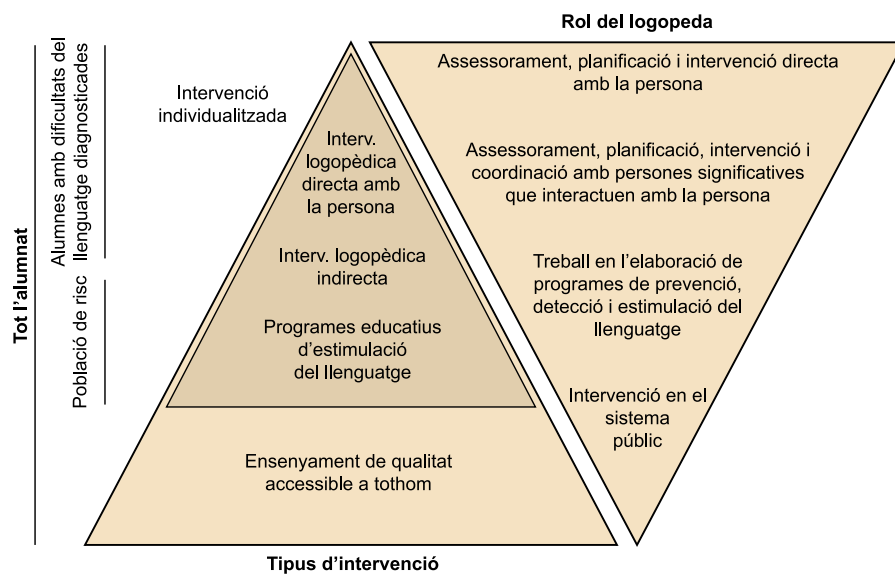 Rol del logopeda
Tot l’alumnat
Alumnes amb dificultats del
llenguatge diagnosticades
Població de risc
Intervenció
individualitzada
Interv.
logopèdica
directa amb
la persona
Interv. logopèdica
indirecta
Programes educatius
d’estimulació
del llenguatge
Ensenyament de qualitat
accessible a tothom
Tipus d’intervenció
Assessorament, planificació i intervenció directa
amb la persona
Assessorament, planificació, intervenció i
coordinació amb persones significatives
que interactuen amb la persona
Treball en l’elaboració de
programes de prevenció,
detecció i estimulació del
llenguatge
Intervenció en el
sistema
públic